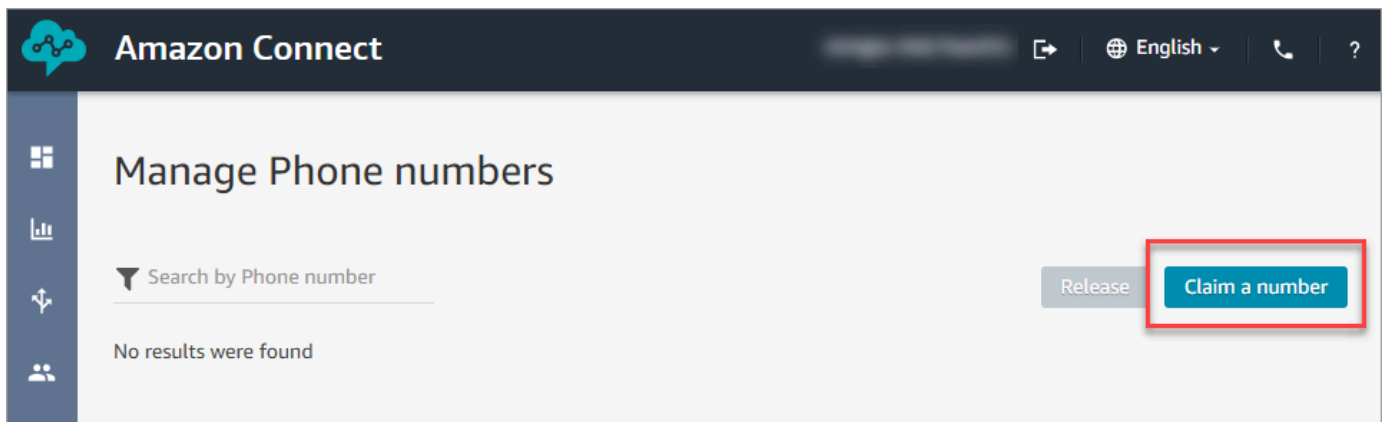 Amazon Connect
English
?
Manage Phone numbers
Search by Phone number
Release
Claim a number
No results were found